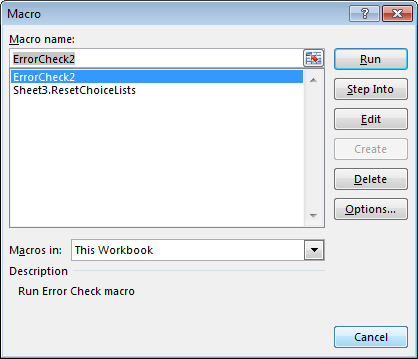 Macro
Macro name:
ErrorCheck2
Run
ErrorCheck2
Sheet3.ResetChoiceLists
Step Into
Edit
Create
Delete
Options...
Macros in:
This Workbook
Description
Run Error Check macro
Cancel